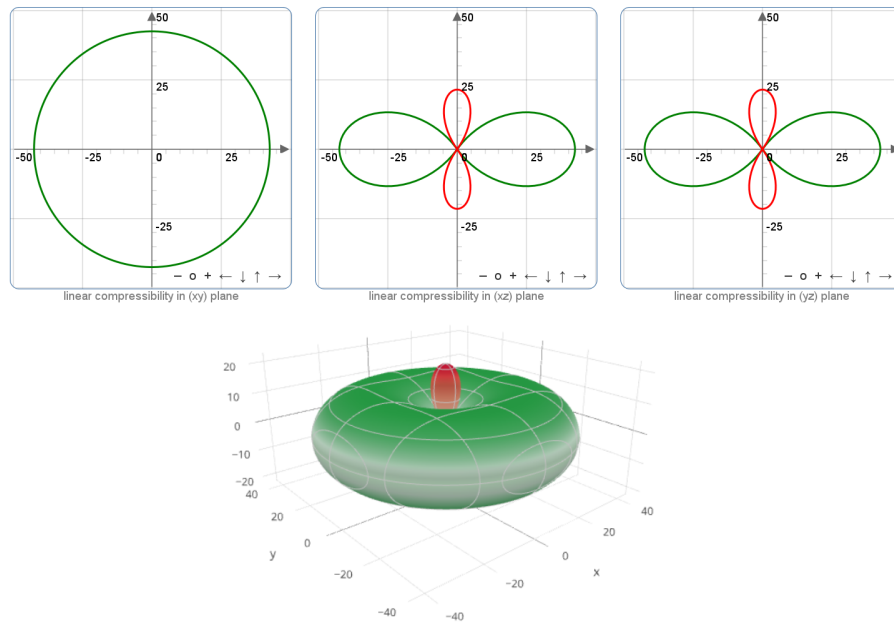 50 50 50
25 25 25
-50 -25 0 25 -50 -25 0 25 -50 -25 0 25
-25 -25 -25
− o + ← ↓ ↑ → − o + ← ↓ ↑ → − o + ← ↓ ↑ →
linear compressibility in (xy) plane linear compressibility in (xz) plane linear compressibility in (yz) plane
20
10
0
−10
−20
40
20
0
y
−20
−40
40
20
0
x
−20
−40